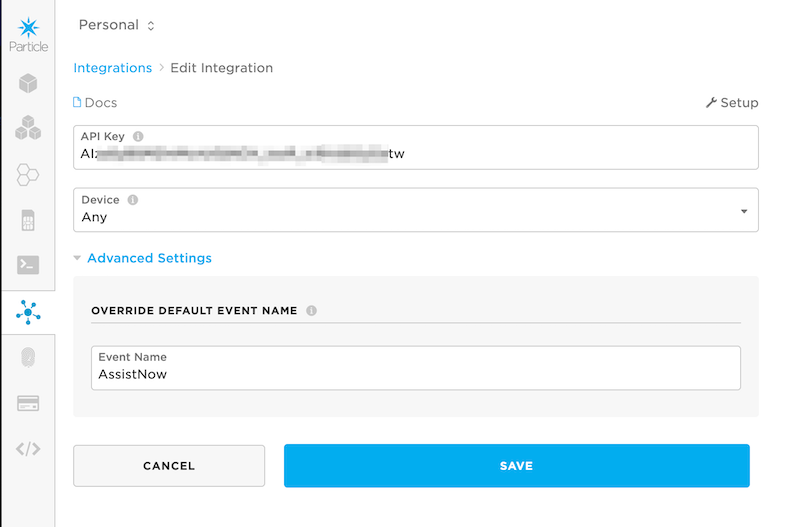 Particle
Personal
Integrations > Edit Integration
Docs
Setup
API Key
AIz tw
Device
Any
Advanced Settings
OVERRIDE DEFAULT EVENT NAME
Event Name
AssistNow
CANCEL
SAVE